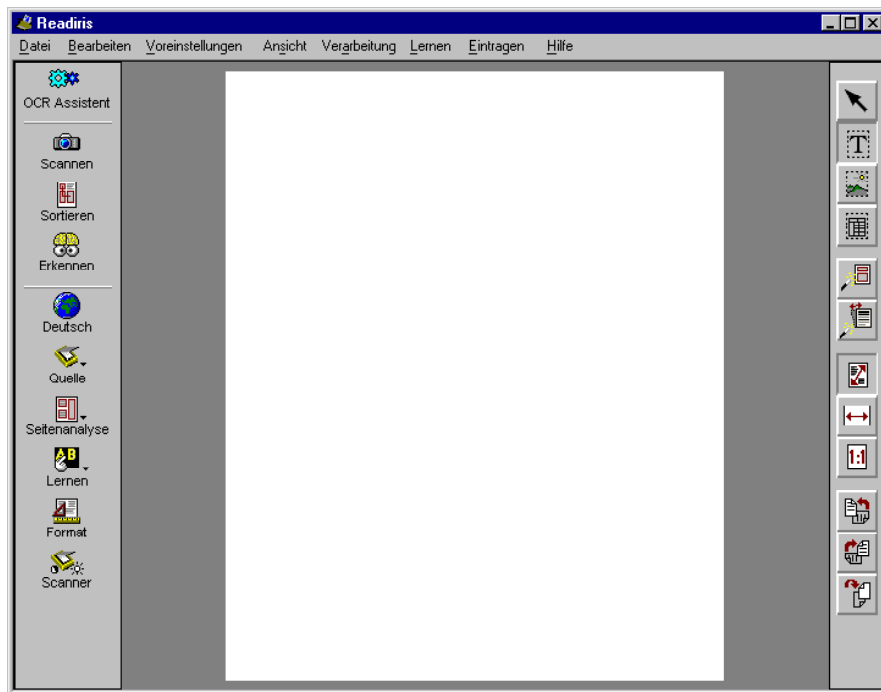 Readiris
Datei Bearbeiten Voreinstellungen Ansicht Verarbeitung Lernen Eintragen Hilfe
OCR Assistent
Scannen
Sortieren
Erkennen
Deutsch
Quelle
Seitenanalyse
Lernen
Format
Scanner
T
1:1